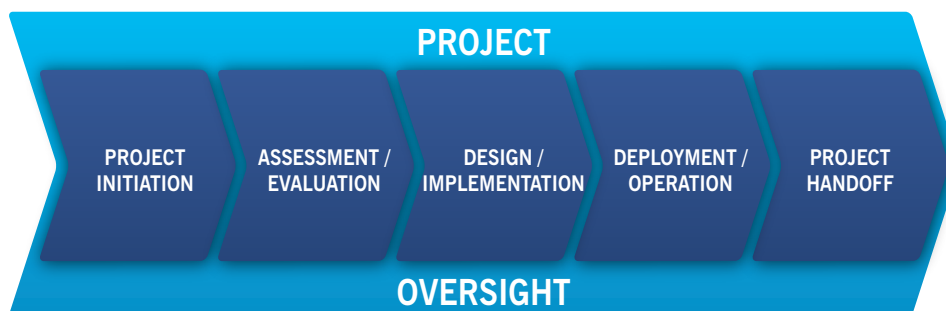 PROJECT
PROJECT
INITIATION
ASSESSMENT /
EVALUATION
DESIGN /
IMPLEMENTATION
DEPLOYMENT /
OPERATION
PROJECT
HANDOFF
OVERSIGHT